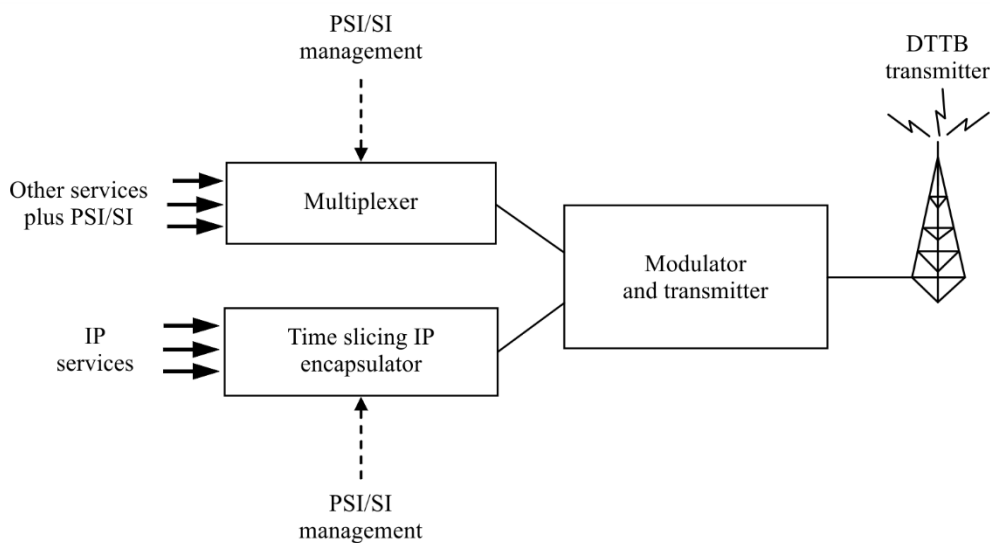 PSI/SI
management
DTTB
transmitter
Other services
plus PSI/SI
Multiplexer
Modulator
and transmitter
IP
services
Time slicing IP
encapsulator
PSI/SI
management